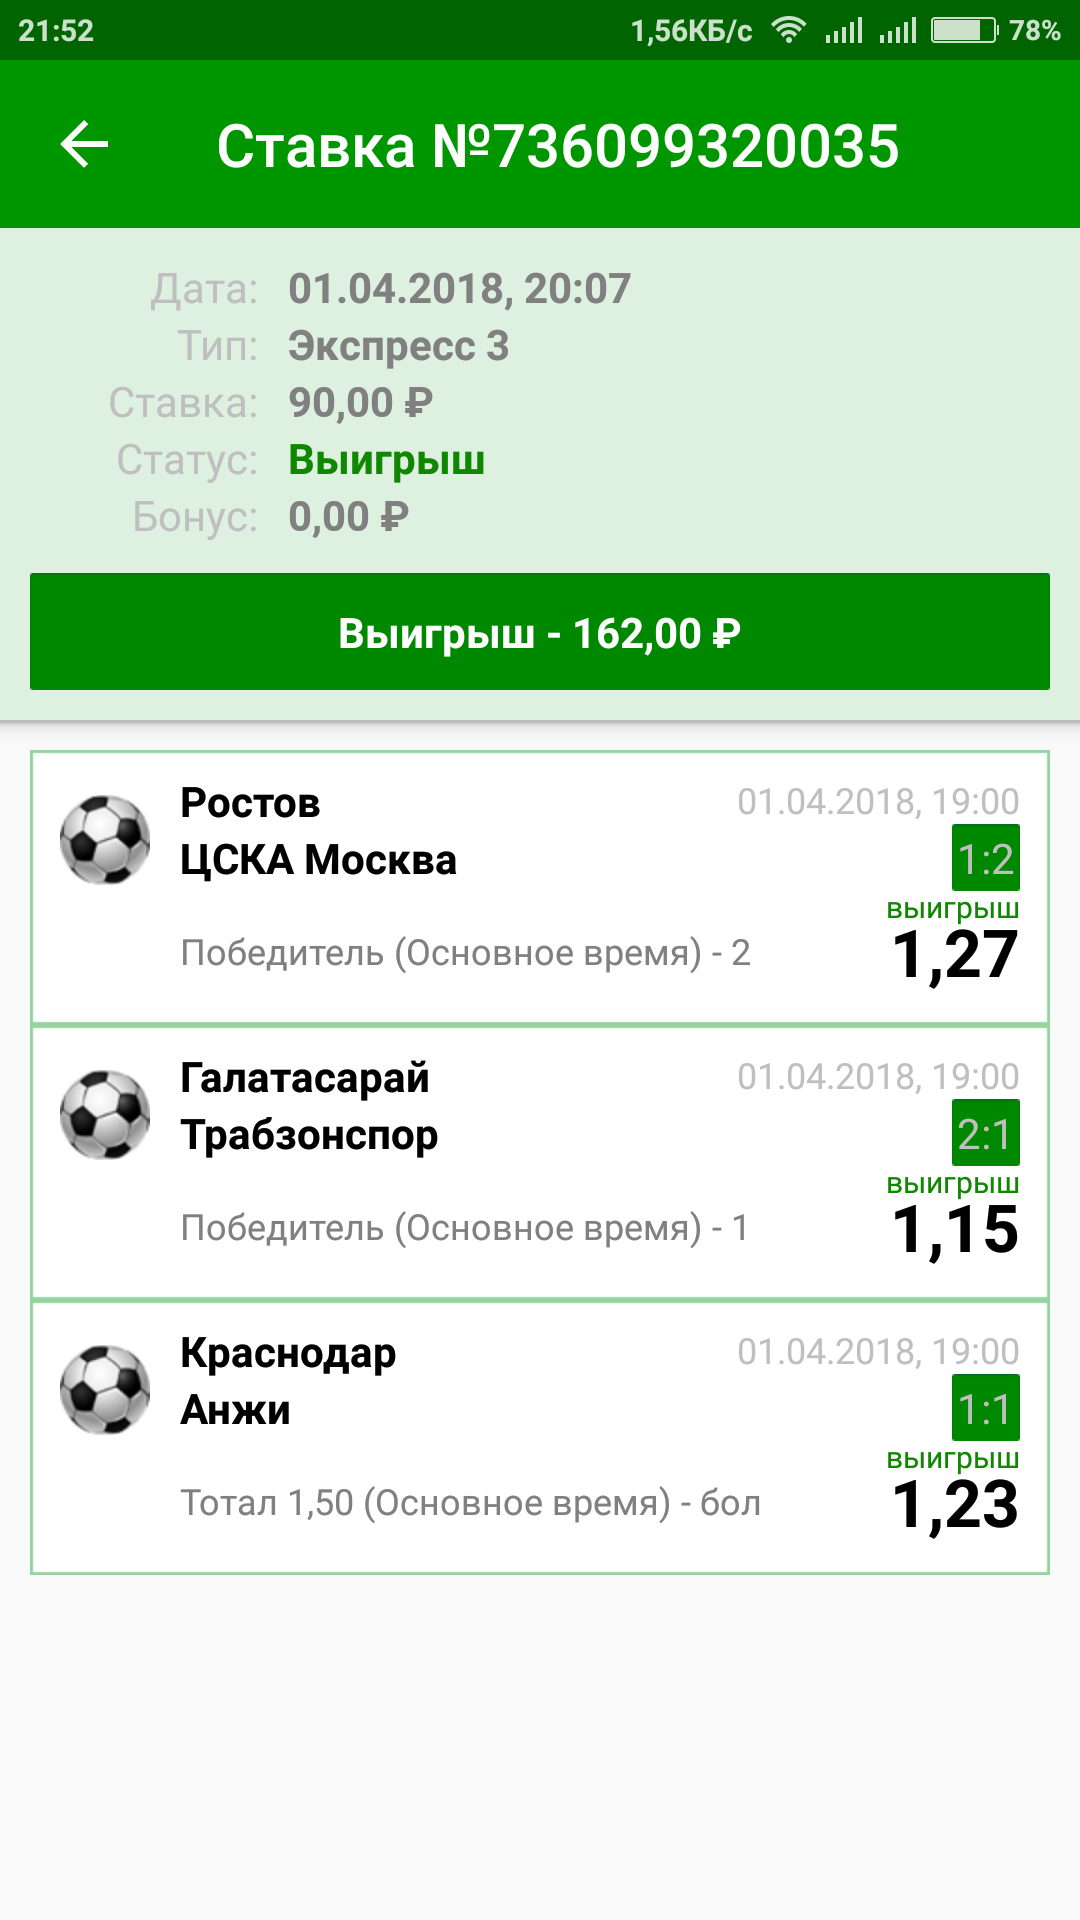 21:52 1,56КБ/с 78%
Ставка №736099320035
Дата: 01.04.2018, 20:07
Тип: Экспресс 3
Ставка: 90,00 ₽
Статус: Выигрыш
Бонус: 0,00 ₽
Выигрыш - 162,00 ₽
Ростов 01.04.2018, 19:00
ЦСКА Москва 1:2
выигрыш
Победитель (Основное время) - 2 1,27
Галатасарай 01.04.2018, 19:00
Трабзонспор 2:1
выигрыш
Победитель (Основное время) - 1 1,15
Краснодар 01.04.2018, 19:00
Анжи 1:1
выигрыш
Тотал 1,50 (Основное время) - бол 1,23